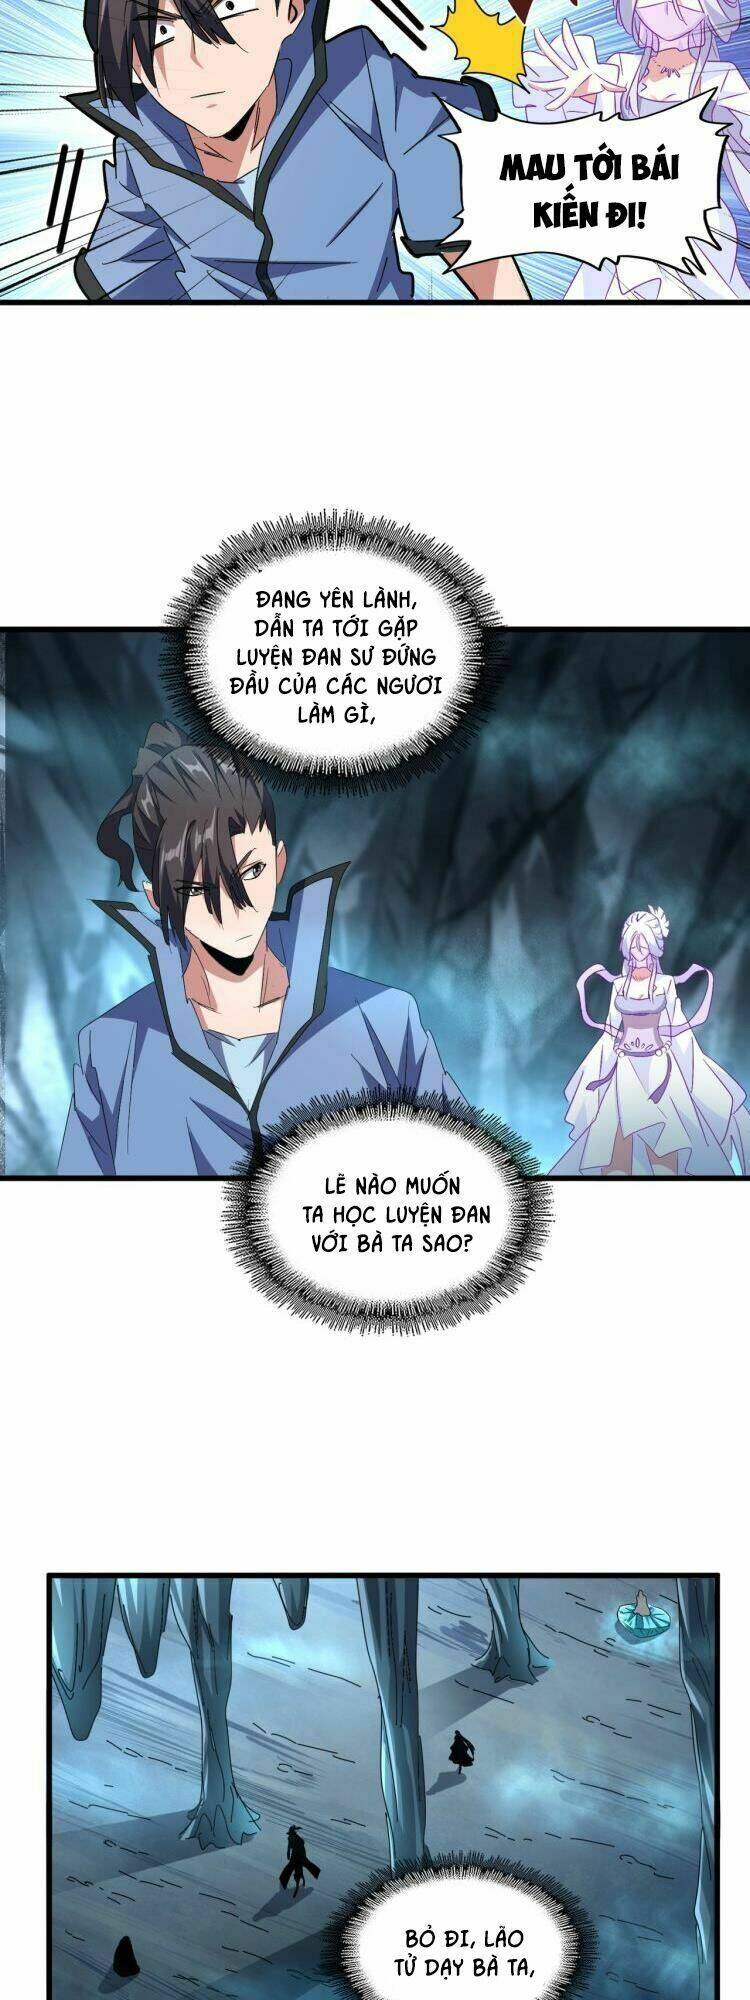 MAU TỚI BÁI
KIẾN ĐI!
ĐANG YÊN LÀNH,
DẪN TA TỚI GẶP
LUYỆN ĐAN SƯ ĐỨNG
ĐẦU CỦA CÁC NGƯƠI
LÀM GÌ,
LẼ NÀO MUỐN
TA HỌC LUYỆN ĐAN
VỚI BÀ TA SAO?
BỎ ĐI, LÃO
TỬ DẠY BÀ TA,